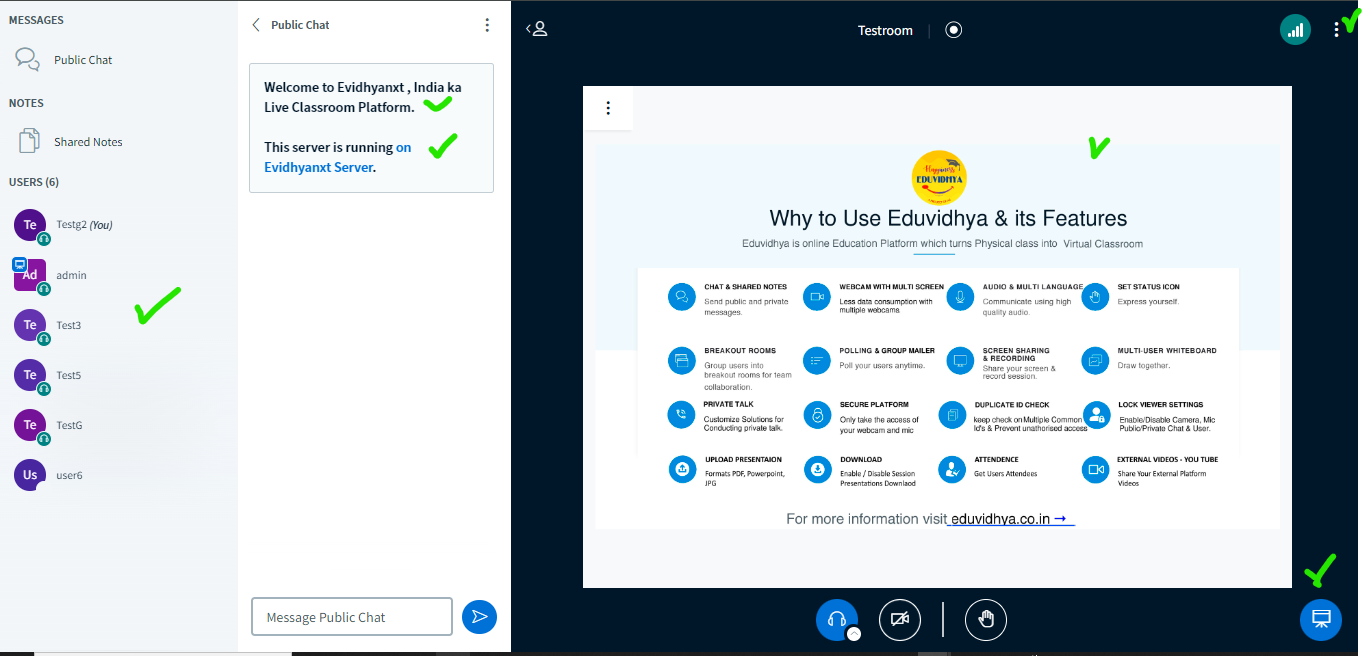 MESSAGES
Public Chat
NOTES
Shared Notes
USERS (6)
Te Testg2 (You)
Ad admin
Te Test3
Te Test5
Te TestG
Us user6
Public Chat
Welcome to Evidhyanxt , India ka
Live Classroom Platform.
This server is running on
Evidhyanxt Server.
Message Public Chat
Testroom
EDUVIDHYA
Why to Use Eduvidhya & its Features
Eduvidhya is online Education Platform which turns Physical class into Virtual Classroom
CHAT & SHARED NOTES
Send public and private
messages.
WEBCAM WITH MULTI SCREEN
Less data consumption with
multiple webcams
AUDIO & MULTI LANGUAGE
Communicate using high
quality audio.
SET STATUS ICON
Express yourself.
BREAKOUT ROOMS
Group users into
breakout rooms for team
collaboration.
POLLING & GROUP MAILER
Poll your users anytime.
SCREEN SHARING
& RECORDING
Share your screen &
record session.
MULTI-USER WHITEBOARD
Draw together.
PRIVATE TALK
Customize Solutions for
Conducting private talk.
SECURE PLATFORM
Only take the access of
your webcam and mic
DUPLICATE ID CHECK
keep check on Multiple Common
Id's & Prevent unathorised access
LOCK VIEWER SETTINGS
Enable/Disable Camera, Mic
Public/Private Chat & User.
UPLOAD PRESENTAION
Formats PDF, Powerpoint,
JPG
DOWNLOAD
Enable / Disable Session
Presentations Downlaod
ATTENDENCE
Get Users Attendees
EXTERNAL VIDEOS - YOU TUBE
Share Your External Platform
Videos
For more information visit eduvidhya.co.in →